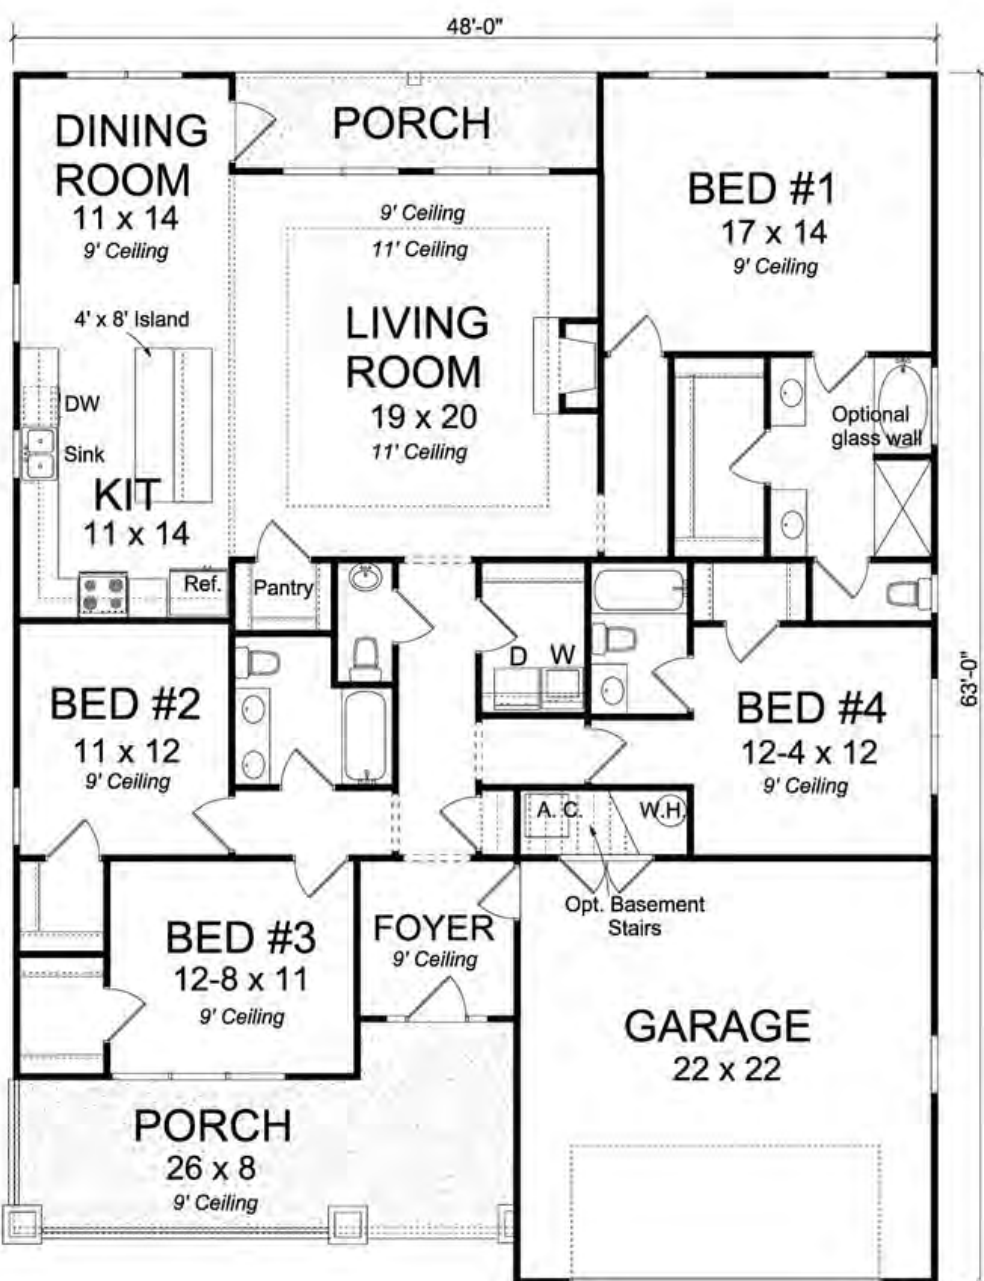 48'-0"
DINING
ROOM
11 x 14
9' Ceiling
PORCH
BED #1
17 x 14
9' Ceiling
9' Ceiling
11' Ceiling
LIVING
ROOM
19 x 20
11' Ceiling
4' x 8' Island
DW
Sink
KIT
11 x 14
Ref.
Pantry
Optional
glass wall
D W
63'-0"
BED #2
11 x 12
9' Ceiling
BED #4
12-4 x 12
9' Ceiling
A. C.
W.H.
Opt. Basement
Stairs
BED #3
12-8 x 11
9' Ceiling
FOYER
9' Ceiling
GARAGE
22 x 22
PORCH
26 x 8
9' Ceiling